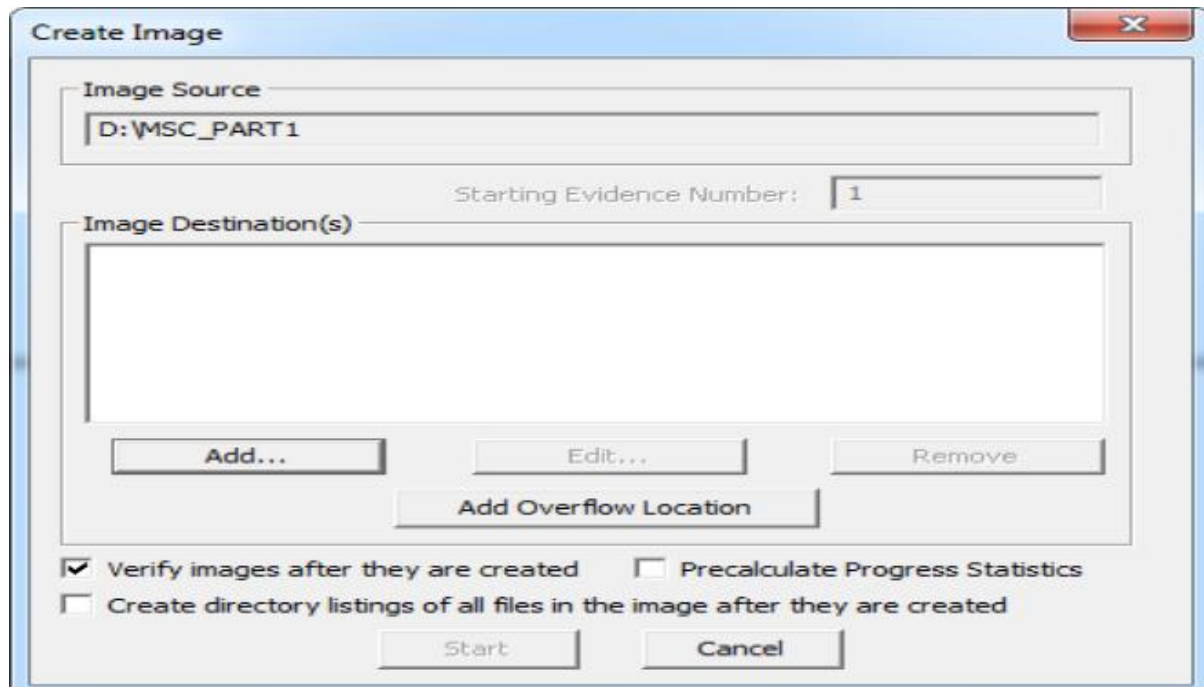 Create Image
Image Source
D:\MSC_PART1
Starting Evidence Number: 1
Image Destination(s)
Add... Edit... Remove
Add Overflow Location
Verify images after they are created Precalculate Progress Statistics
Create directory listings of all files in the image after they are created
Start Cancel